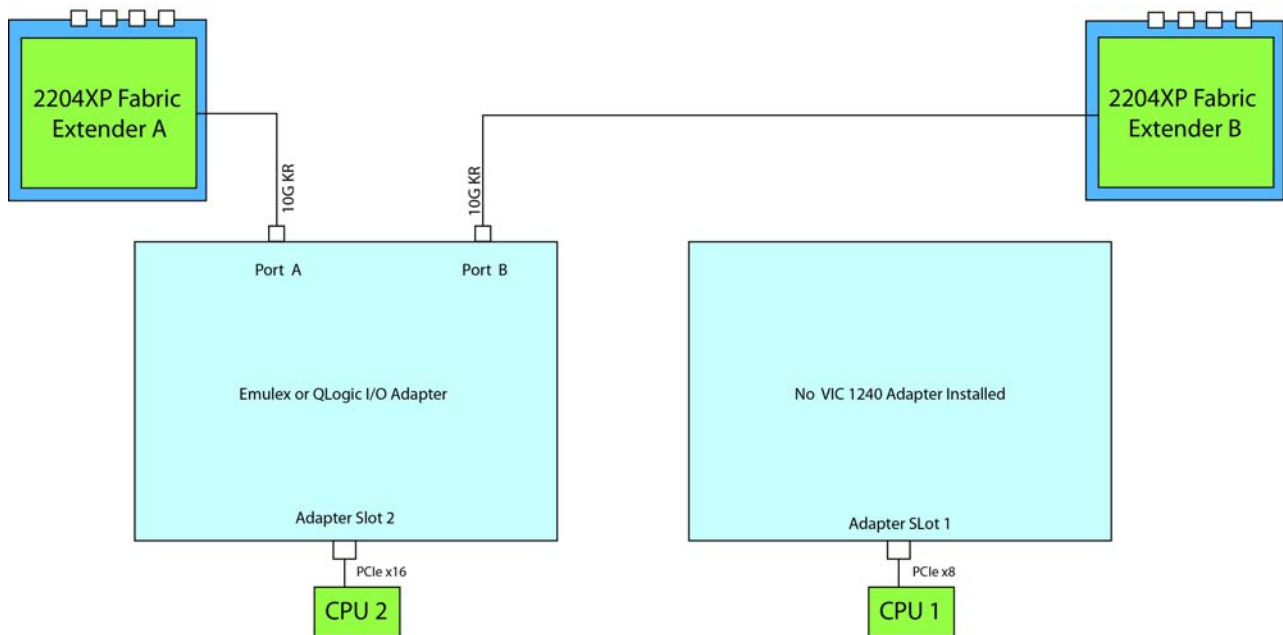 2204XP Fabric
Extender A
2204XP Fabric
Extender B
10G KR
10G KR
Port A
Port B
Emulex or QLogic I/O Adapter
No VIC 1240 Adapter Installed
Adapter Slot 2
Adapter SLot 1
PCIe x16
PCIe x8
CPU 2
CPU 1